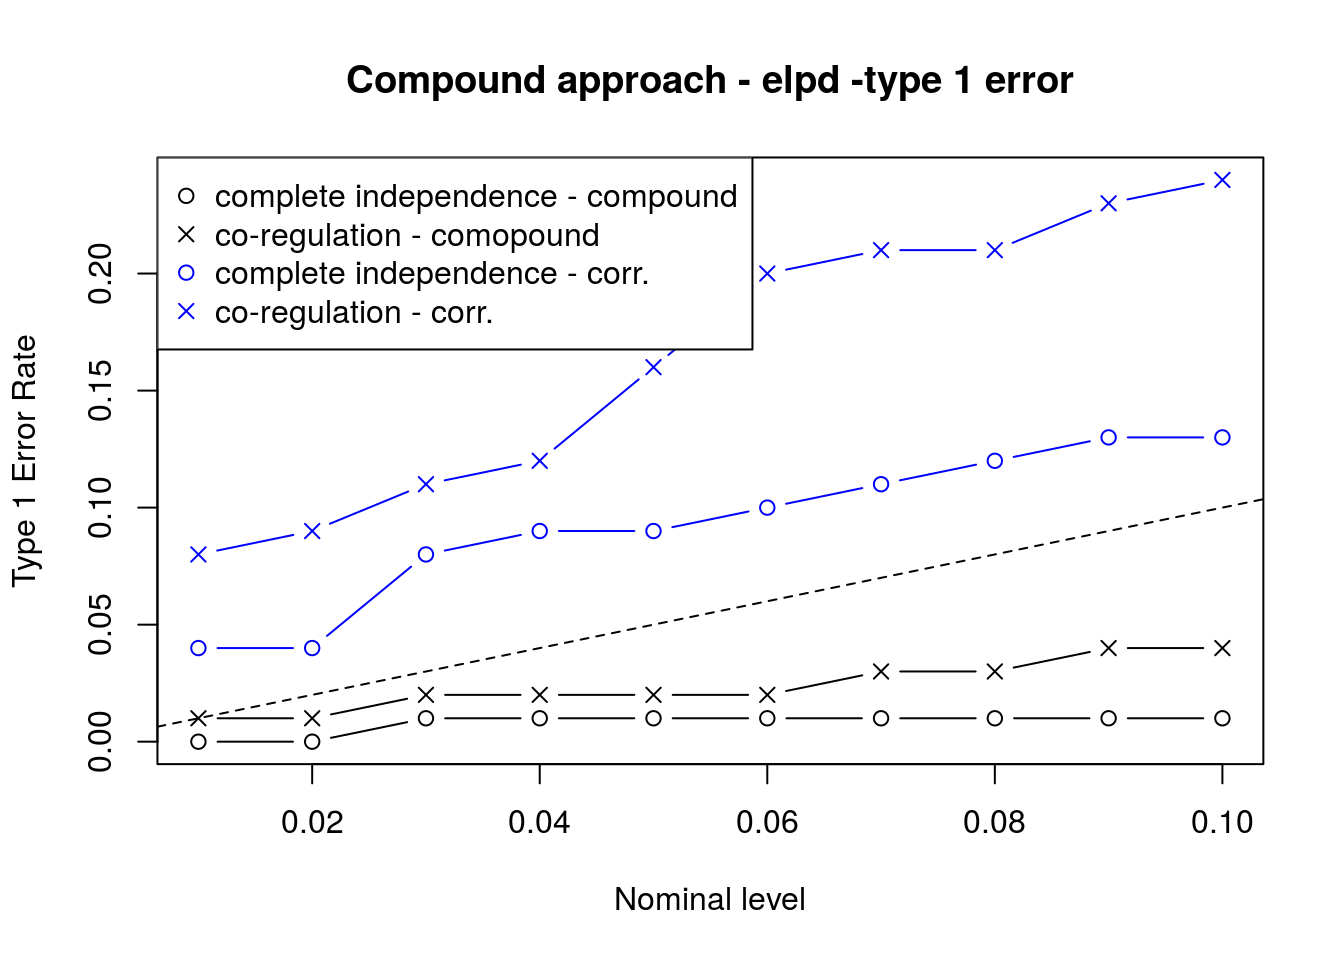 Compound approach - elpd -type 1 error
complete independence - compound
co-regulation - comopound
complete independence - corr.
co-regulation - corr.
Type 1 Error Rate
0.20
0.15
0.10
0.05
0.00
0.02 0.04 0.06 0.08 0.10
Nominal level